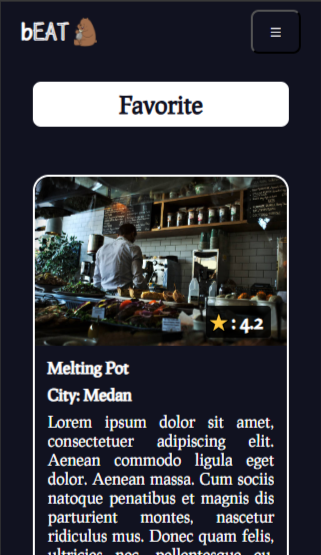 bEAT
☰
Favorite
⭐ : 4.2
Melting Pot
City: Medan
Lorem ipsum dolor sit amet,
consectetuer adipiscing elit.
Aenean commodo ligula eget
dolor. Aenean massa. Cum sociis
natoque penatibus et magnis dis
parturient montes, nascetur
ridiculus mus. Donec quam felis,
ultricies nec, pellentesque eu,